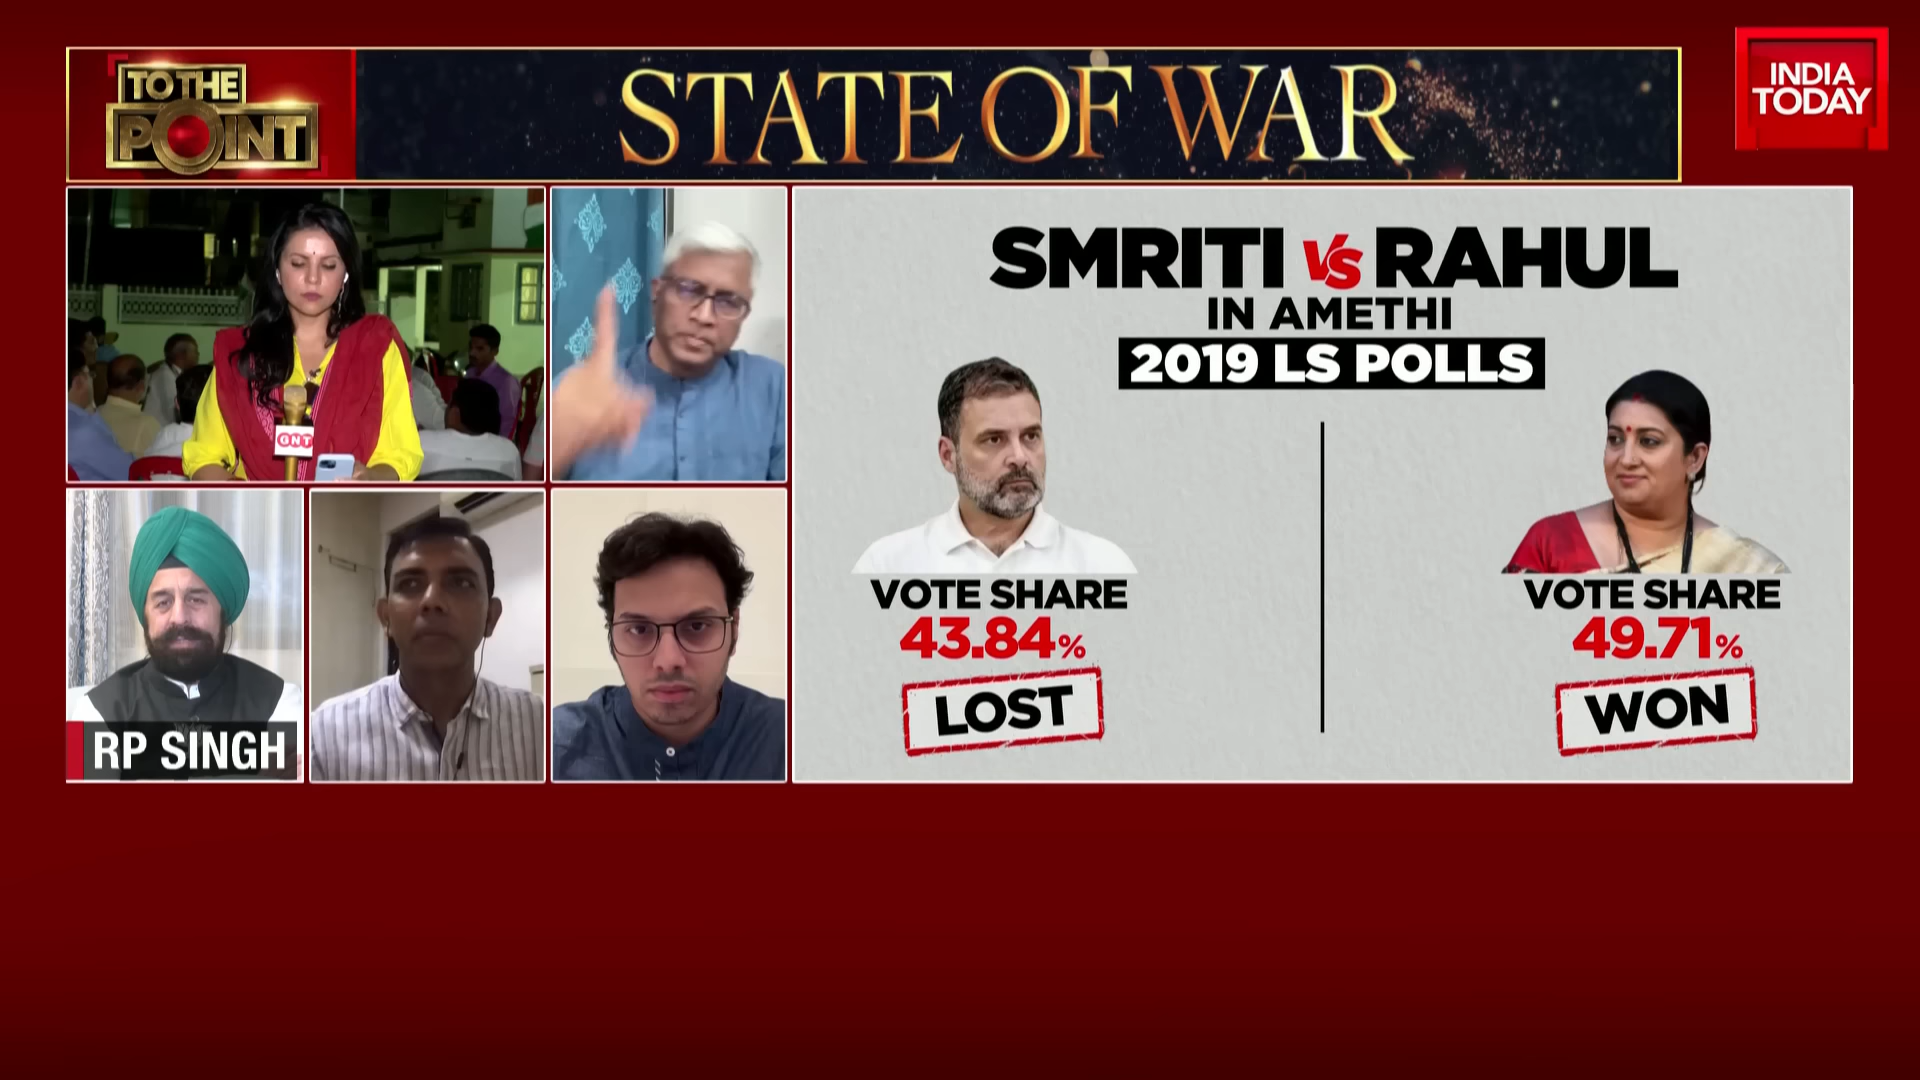 TO THE
POINT
STATE OF WAR
INDIA
TODAY
GNT
RP SINGH
SMRITI VS RAHUL
IN AMETHI
2019 LS POLLS
VOTE SHARE
43.84%
LOST
VOTE SHARE
49.71%
WON